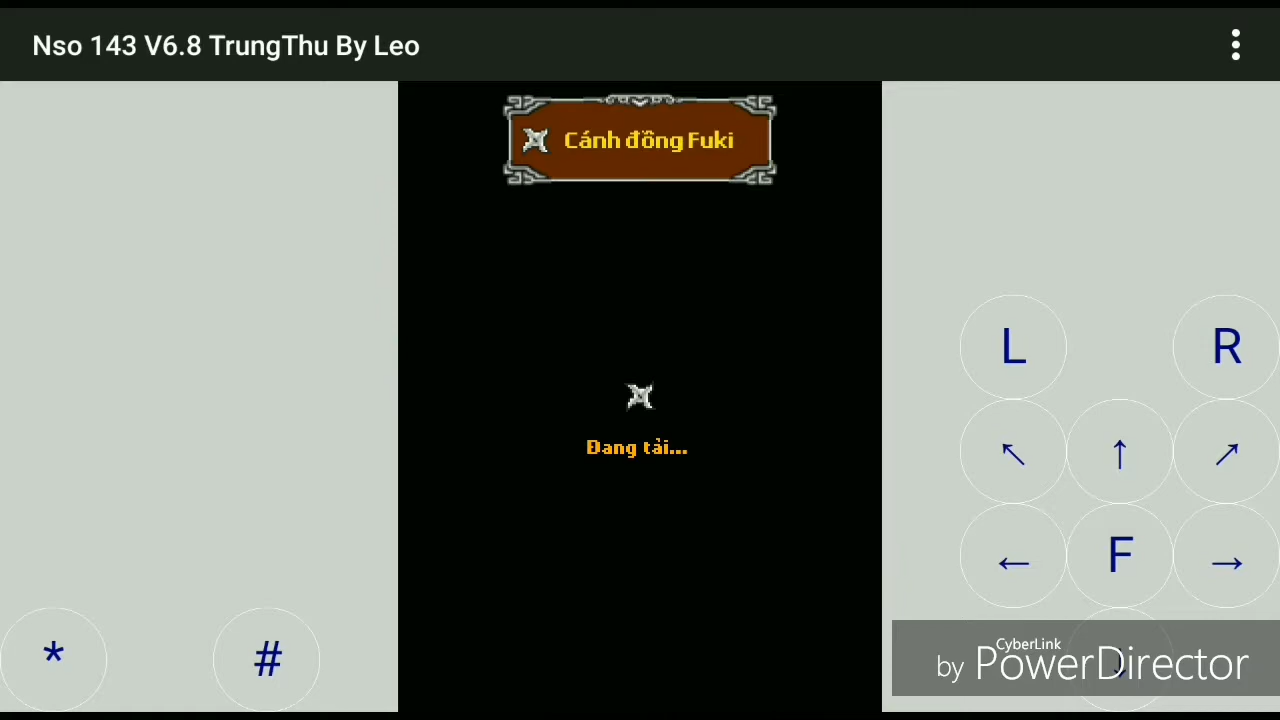 Nso 143 V6.8 TrungThu By Leo
Cánh đồng Fuki
Đang tải...
L
R
↖ ↑ ↗
← F →
* # ↓
CyberLink
by PowerDirector